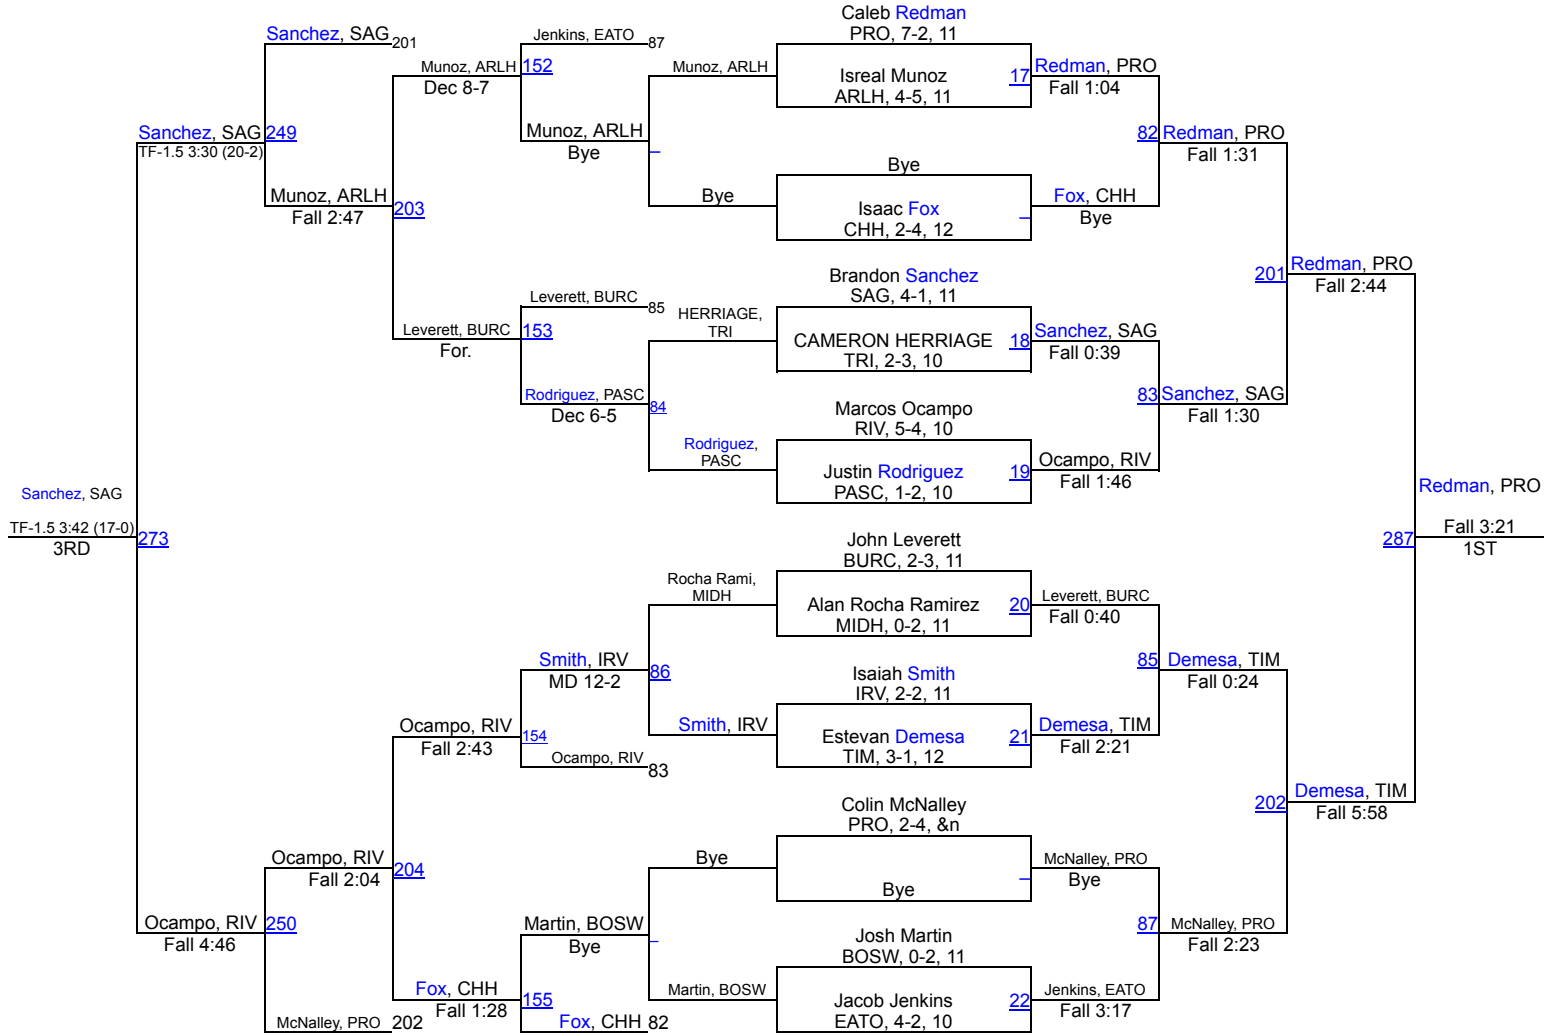 Caleb Redman
PRO, 7-2, 11
Isreal Munoz
ARLH, 4-5, 11
17
Bye
Isaac Fox
CHH, 2-4, 12
Brandon Sanchez
SAG, 4-1, 11
CAMERON HERRIAGE
TRI, 2-3, 10
18
Marcos Ocampo
RIV, 5-4, 10
Justin Rodriguez
PASC, 1-2, 10
19
John Leverett
BURC, 2-3, 11
Alan Rocha Ramirez
MIDH, 0-2, 11
20
Isaiah Smith
IRV, 2-2, 11
Estevan Demesa
TIM, 3-1, 12
21
Colin McNalley
PRO, 2-4, &n
Bye
Josh Martin
BOSW, 0-2, 11
Jacob Jenkins
EATO, 4-2, 10
22
Redman, PRO
Fall 1:04
Fox, CHH
Bye
Sanchez, SAG
Fall 0:39
Ocampo, RIV
Fall 1:46
Leverett, BURC
Fall 0:40
Demesa, TIM
Fall 2:21
McNalley, PRO
Bye
Jenkins, EATO
Fall 3:17
82
Redman, PRO
Fall 1:31
83
Sanchez, SAG
Fall 1:30
85
Demesa, TIM
Fall 0:24
87
McNalley, PRO
Fall 2:23
201
Redman, PRO
Fall 2:44
202
Demesa, TIM
Fall 5:58
287
Redman, PRO
Fall 3:21
1ST
Munoz, ARLH
Bye
HERRIAGE,
TRI
Rodriguez,
PASC
Rocha Rami,
MIDH
Smith, IRV
Bye
Martin, BOSW
Jenkins, EATO
87
Munoz, ARLH
Bye
Leverett, BURC
85
Rodriguez, PASC
Dec 6-5
84
Smith, IRV
MD 12-2
86
Ocampo, RIV
83
Martin, BOSW
Bye
Fox, CHH
82
Munoz, ARLH
Dec 8-7
152
Leverett, BURC
For.
153
Ocampo, RIV
Fall 2:43
154
Fox, CHH
Fall 1:28
155
Sanchez, SAG
201
Munoz, ARLH
Fall 2:47
203
Ocampo, RIV
Fall 2:04
204
McNalley, PRO
202
Sanchez, SAG
TF-1.5 3:30 (20-2)
249
Ocampo, RIV
Fall 4:46
250
Sanchez, SAG
TF-1.5 3:42 (17-0)
3RD
273